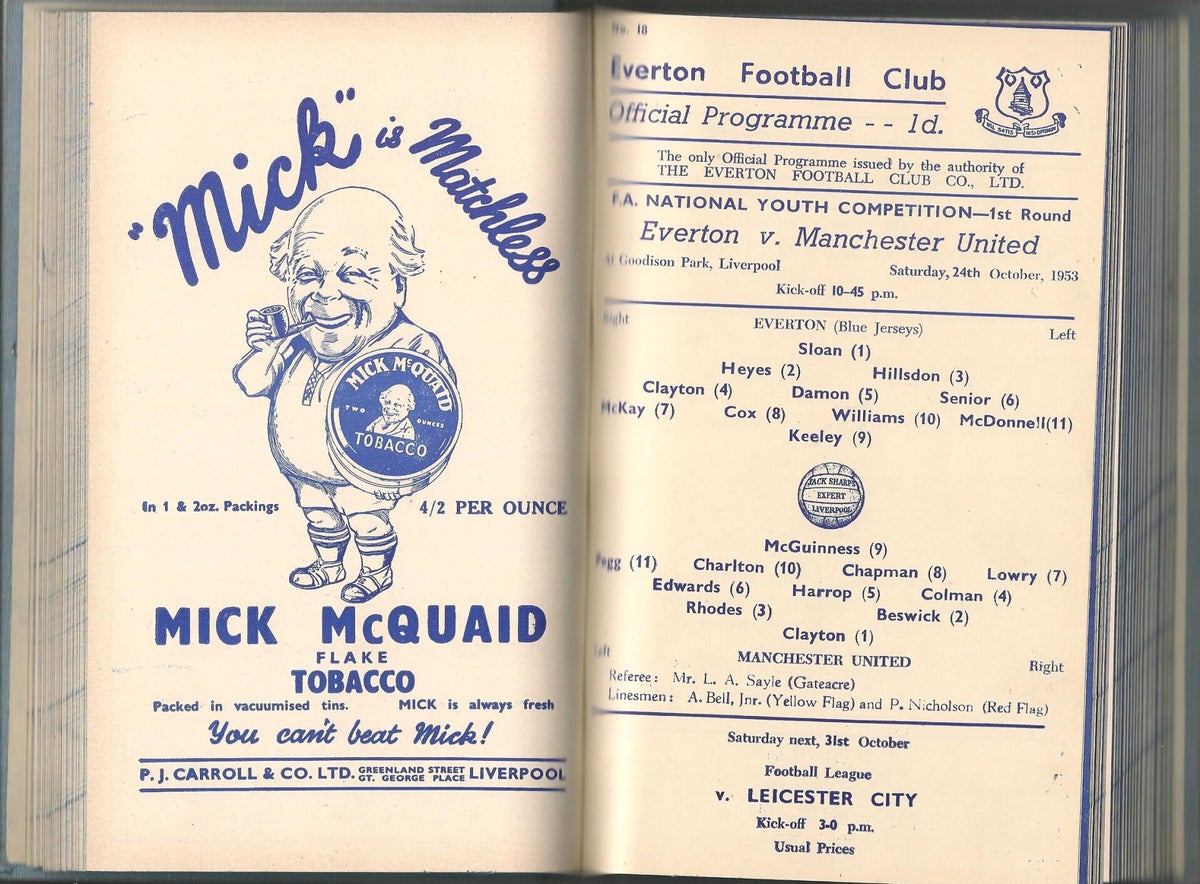 "Mick" is Matchless
MICK McQUAID
TWO OUNCES
TOBACCO
In 1 & 2oz. Packings
4/2 PER OUNCE
MICK McQUAID
FLAKE
TOBACCO
Packed in vacuumised tins. MICK is always fresh
You can't beat Mick!
P. J. CARROLL & CO. LTD. GREENLAND STREET GT. GEORGE PLACE LIVERPOOL
No. 18
Everton Football Club
Official Programme -- 1d.
NIL SATIS NISI OPTIMUM
The only Official Programme issued by the authority of
THE EVERTON FOOTBALL CLUB CO., LTD.
F.A. NATIONAL YOUTH COMPETITION—1st Round
Everton v. Manchester United
At Goodison Park, Liverpool Saturday, 24th October, 1953
Kick-off 10-45 p.m.
Right EVERTON (Blue Jerseys) Left
Sloan (1)
Heyes (2) Hillsdon (3)
Clayton (4) Damon (5) Senior (6)
McKay (7) Cox (8) Williams (10) McDonnell(11)
Keeley (9)
JACK SHARP'S
EXPERT
LIVERPOOL
McGuinness (9)
Pegg (11) Charlton (10) Chapman (8) Lowry (7)
Edwards (6) Harrop (5) Colman (4)
Rhodes (3) Beswick (2)
Clayton (1)
Left MANCHESTER UNITED Right
Referee: Mr. L. A. Sayle (Gateacre)
Linesmen: A. Bell, Jnr. (Yellow Flag) and P. Nicholson (Red Flag)
Saturday next, 31st October
Football League
v. LEICESTER CITY
Kick-off 3-0 p.m.
Usual Prices